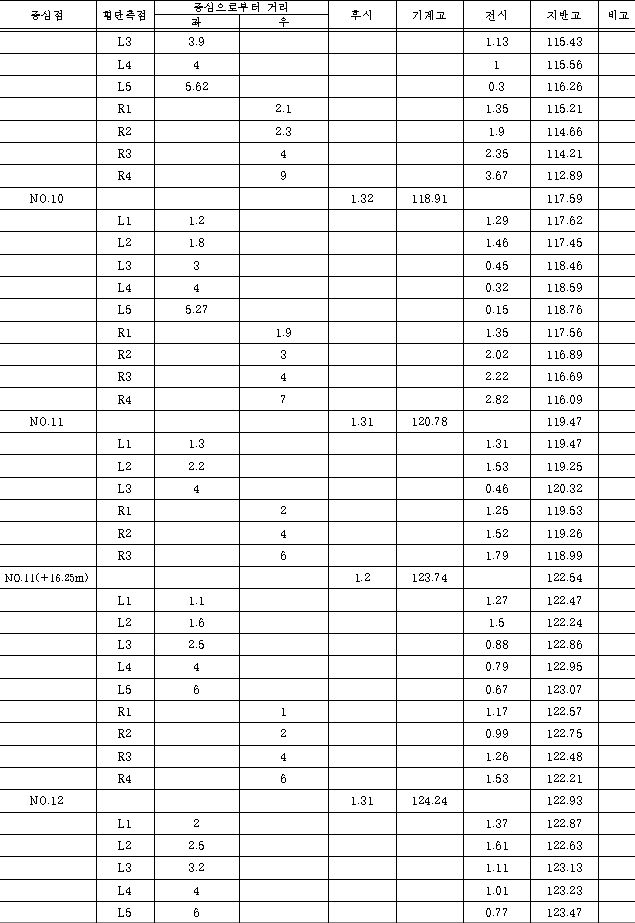 중심점 횡단측점 중심으로부터 거리 후시 기계고 전시 지반고 비고
좌 우
L3 3.9 1.13 115.43
L4 4 1 115.56
L5 5.62 0.3 116.26
R1 2.1 1.35 115.21
R2 2.3 1.9 114.66
R3 4 2.35 114.21
R4 9 3.67 112.89
NO.10 1.32 118.91 117.59
L1 1.2 1.29 117.62
L2 1.8 1.46 117.45
L3 3 0.45 118.46
L4 4 0.32 118.59
L5 5.27 0.15 118.76
R1 1.9 1.35 117.56
R2 3 2.02 116.89
R3 4 2.22 116.69
R4 7 2.82 116.09
NO.11 1.31 120.78 119.47
L1 1.3 1.31 119.47
L2 2.2 1.53 119.25
L3 4 0.46 120.32
R1 2 1.25 119.53
R2 4 1.52 119.26
R3 6 1.79 118.99
NO.11(+16.25m) 1.2 123.74 122.54
L1 1.1 1.27 122.47
L2 1.6 1.5 122.24
L3 2.5 0.88 122.86
L4 4 0.79 122.95
L5 6 0.67 123.07
R1 1 1.17 122.57
R2 2 0.99 122.75
R3 4 1.26 122.48
R4 6 1.53 122.21
NO.12 1.31 124.24 122.93
L1 2 1.37 122.87
L2 2.5 1.61 122.63
L3 3.2 1.11 123.13
L4 4 1.01 123.23
L5 6 0.77 123.47